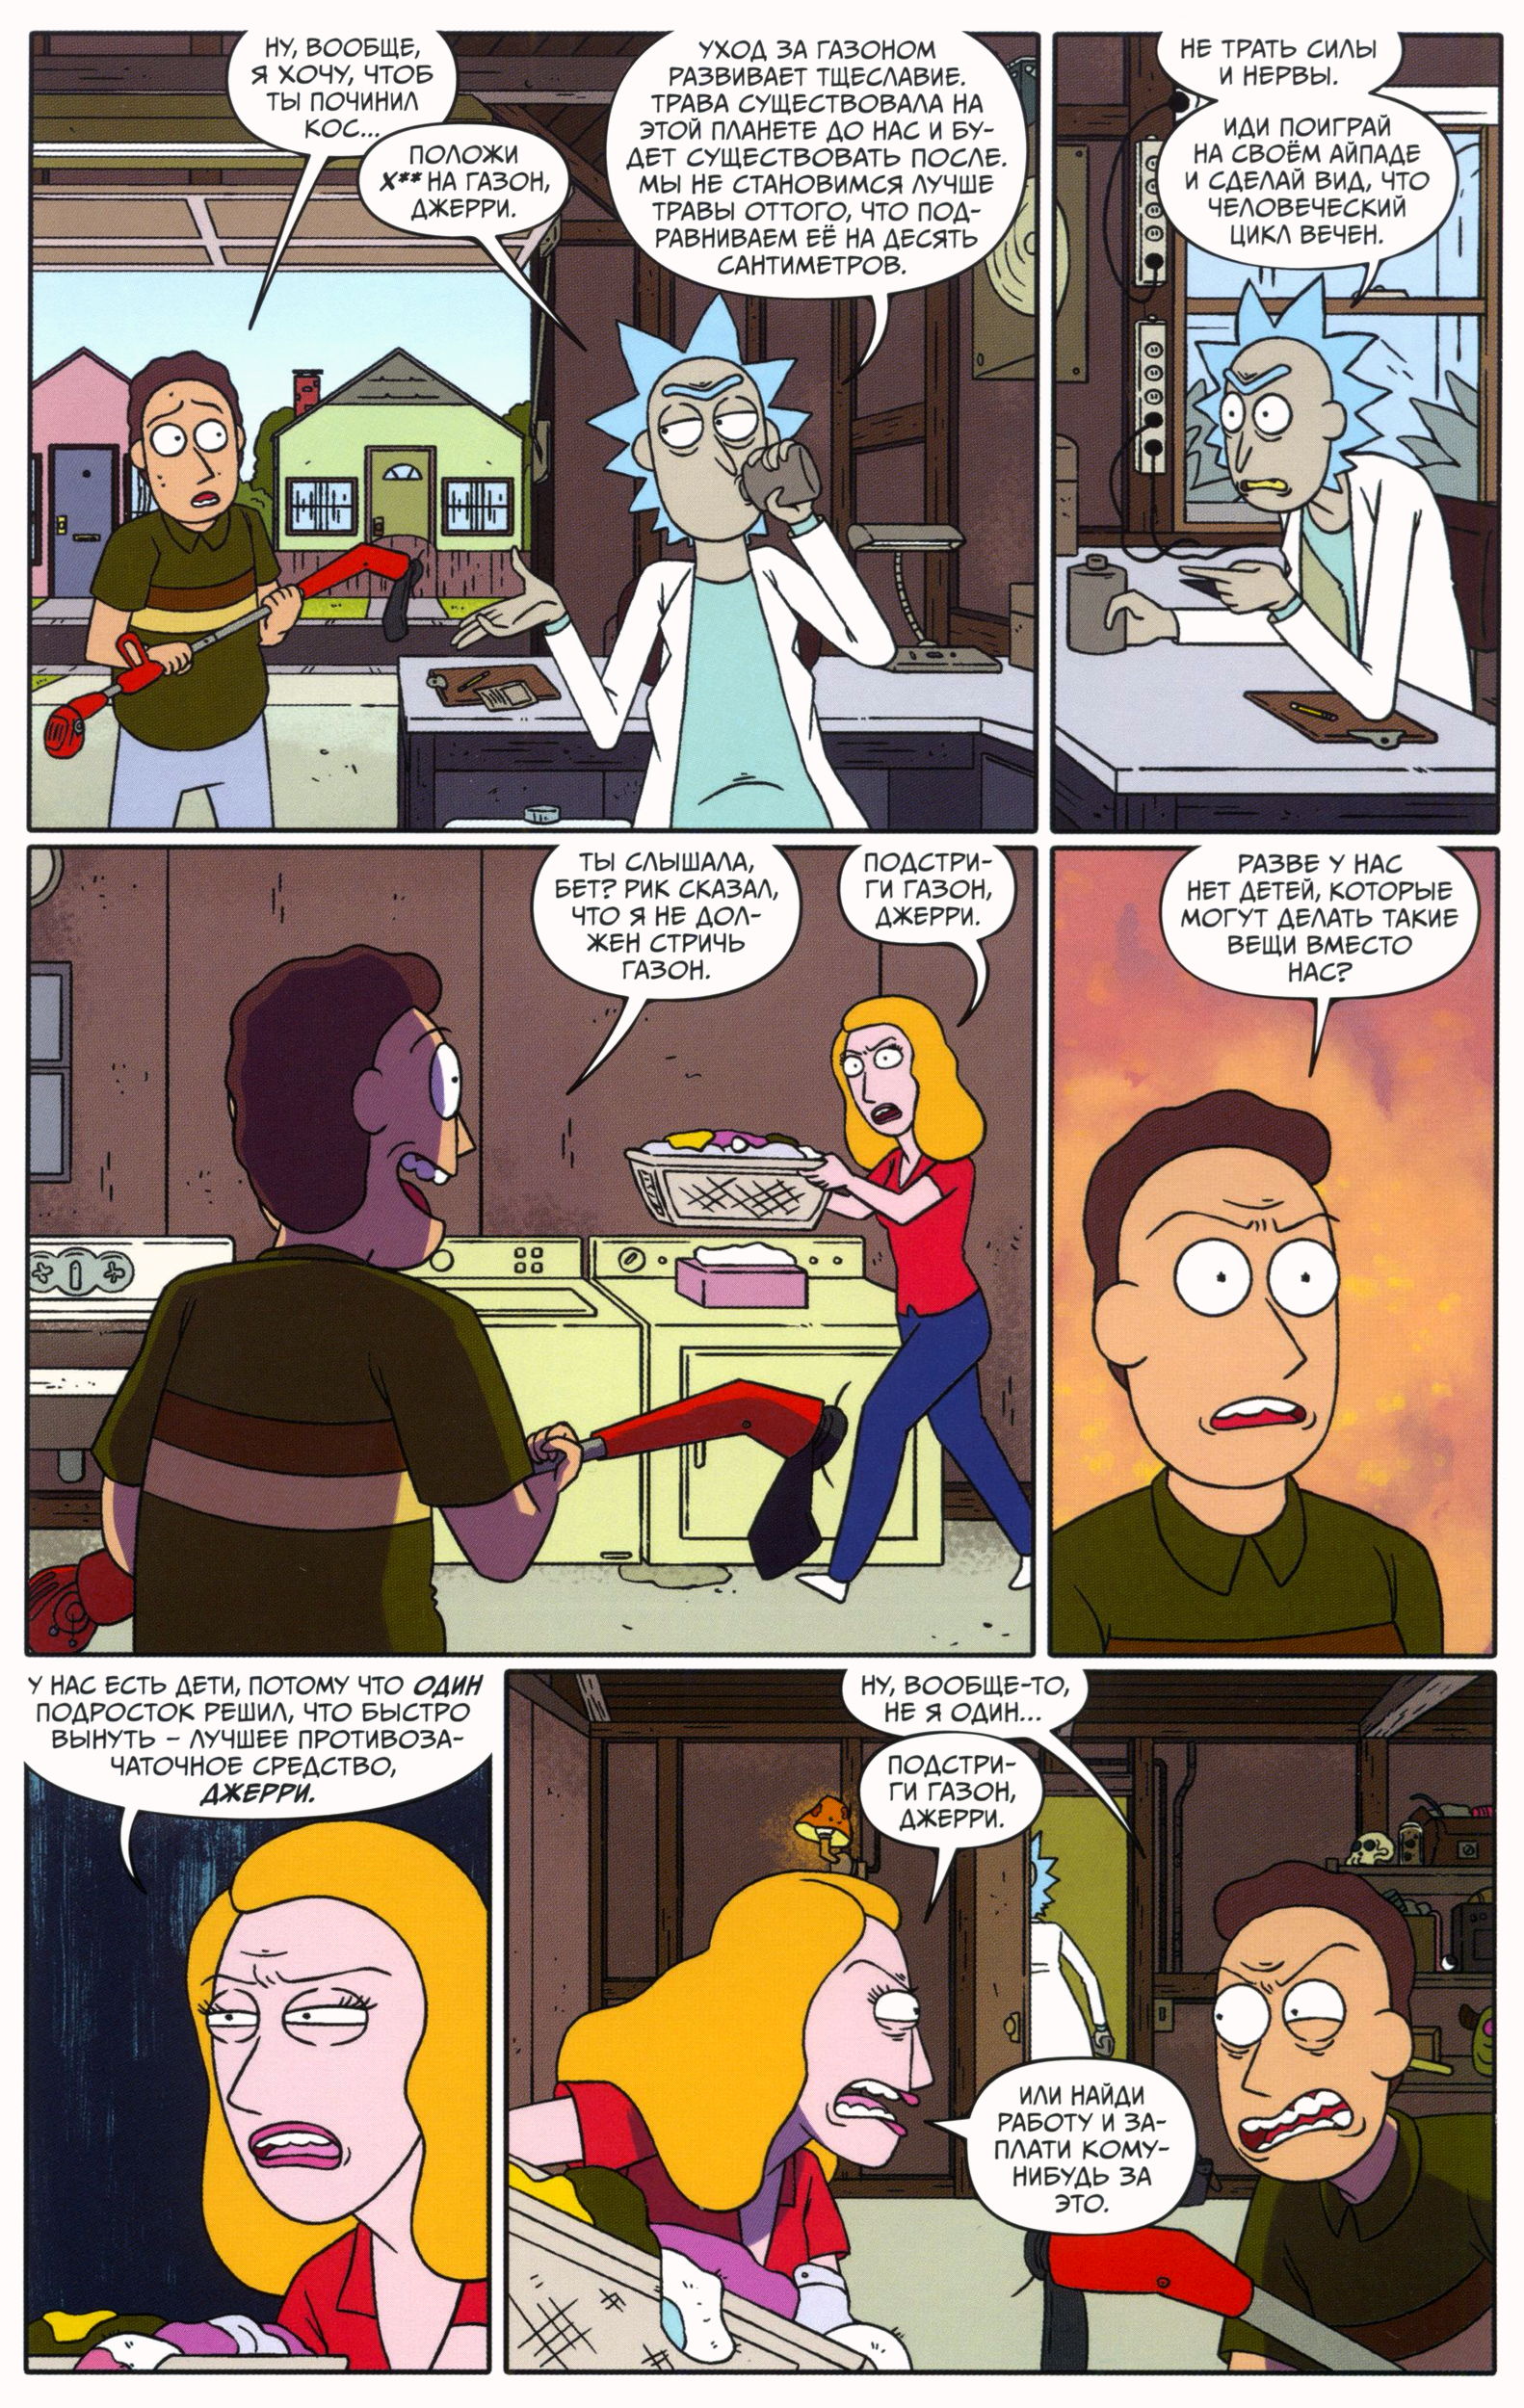 НУ, ВООБЩЕ,
Я ХОЧУ, ЧТОБ
ТЫ ПОЧИНИЛ
КОС...
ПОЛОЖИ
Х** НА ГАЗОН,
ДЖЕРРИ.
УХОД ЗА ГАЗОНОМ
РАЗВИВАЕТ ТЩЕСЛАВИЕ.
ТРАВА СУЩЕСТВОВАЛА НА
ЭТОЙ ПЛАНЕТЕ ДО НАС И БУ-
ДЕТ СУЩЕСТВОВАТЬ ПОСЛЕ.
МЫ НЕ СТАНОВИМСЯ ЛУЧШЕ
ТРАВЫ ОТТОГО, ЧТО ПОД-
РАВНИВАЕМ ЕЁ НА ДЕСЯТЬ
САНТИМЕТРОВ.
НЕ ТРАТЬ СИЛЫ
И НЕРВЫ.
ИДИ ПОИГРАЙ
НА СВОЁМ АЙПАДЕ
И СДЕЛАЙ ВИД, ЧТО
ЧЕЛОВЕЧЕСКИЙ
ЦИКЛ ВЕЧЕН.
ТЫ СЛЫШАЛА,
БЕТ? РИК СКАЗАЛ,
ЧТО Я НЕ ДОЛ-
ЖЕН СТРИЧЬ
ГАЗОН.
ПОДСТРИ-
ГИ ГАЗОН,
ДЖЕРРИ.
РАЗВЕ У НАС
НЕТ ДЕТЕЙ, КОТОРЫЕ
МОГУТ ДЕЛАТЬ ТАКИЕ
ВЕЩИ ВМЕСТО
НАС?
У НАС ЕСТЬ ДЕТИ, ПОТОМУ ЧТО ОДИН
ПОДРОСТОК РЕШИЛ, ЧТО БЫСТРО
ВЫНУТЬ – ЛУЧШЕЕ ПРОТИВОЗА-
ЧАТОЧНОЕ СРЕДСТВО,
ДЖЕРРИ.
НУ, ВООБЩЕ-ТО,
НЕ Я ОДИН...
ПОДСТРИ-
ГИ ГАЗОН,
ДЖЕРРИ.
ИЛИ НАЙДИ
РАБОТУ И ЗА-
ПЛАТИ КОМУ-
НИБУДЬ ЗА
ЭТО.